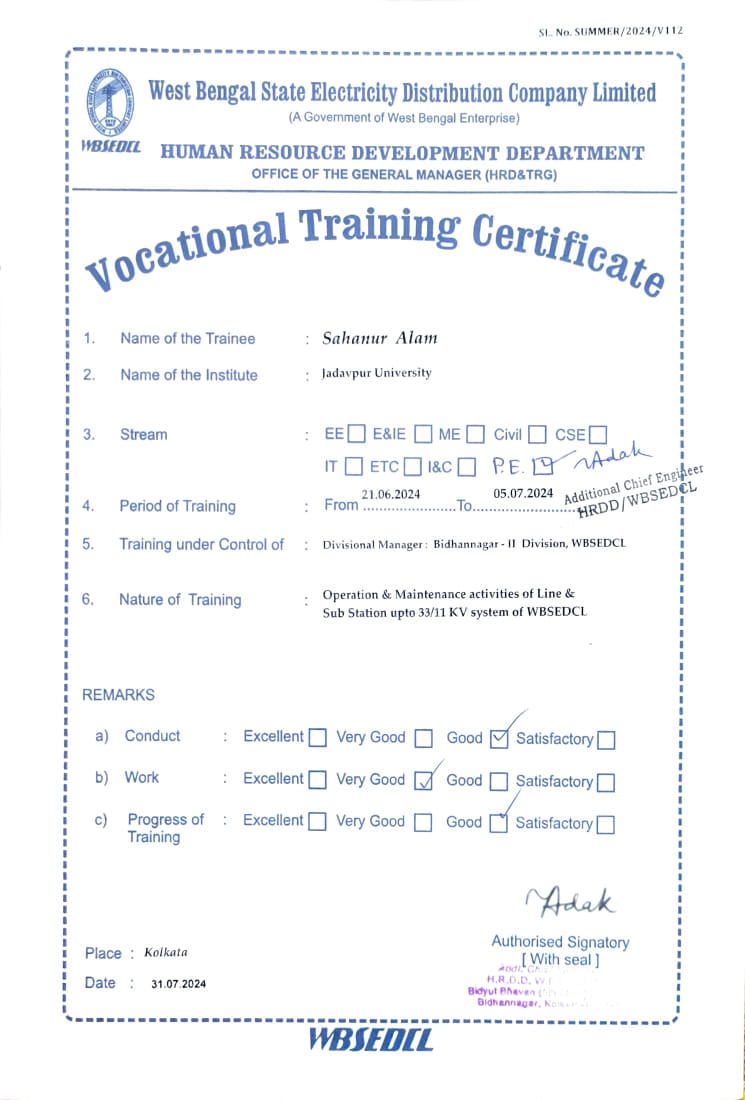 SL. No. SUMMER/2024/V112
West Bengal State Electricity Distribution Company Limited
(A Government of West Bengal Enterprise)
WBSEDCL
HUMAN RESOURCE DEVELOPMENT DEPARTMENT
OFFICE OF THE GENERAL MANAGER (HRD&TRG)
Vocational Training Certificate
1. Name of the Trainee : Sahanur Alam
2. Name of the Institute : Jadavpur University
3. Stream : EE E&IE ME Civil CSE
IT ETC I&C P.E. Adak
Additional Chief Engineer
HRDD/WBSEDCL
4. Period of Training : From 21.06.2024 To 05.07.2024
5. Training under Control of : Divisional Manager: Bidhannagar - II Division, WBSEDCL
6. Nature of Training : Operation & Maintenance activities of Line &
Sub Station upto 33/11 KV system of WBSEDCL
REMARKS
a) Conduct : Excellent Very Good Good Satisfactory
b) Work : Excellent Very Good Good Satisfactory
c) Progress of Training : Excellent Very Good Good Satisfactory
Adak
Authorised Signatory
[ With seal ]
H.R.D.D.
Bidyut Bhavan
Bidhannagar,
Place : Kolkata
Date : 31.07.2024
WBSEDCL